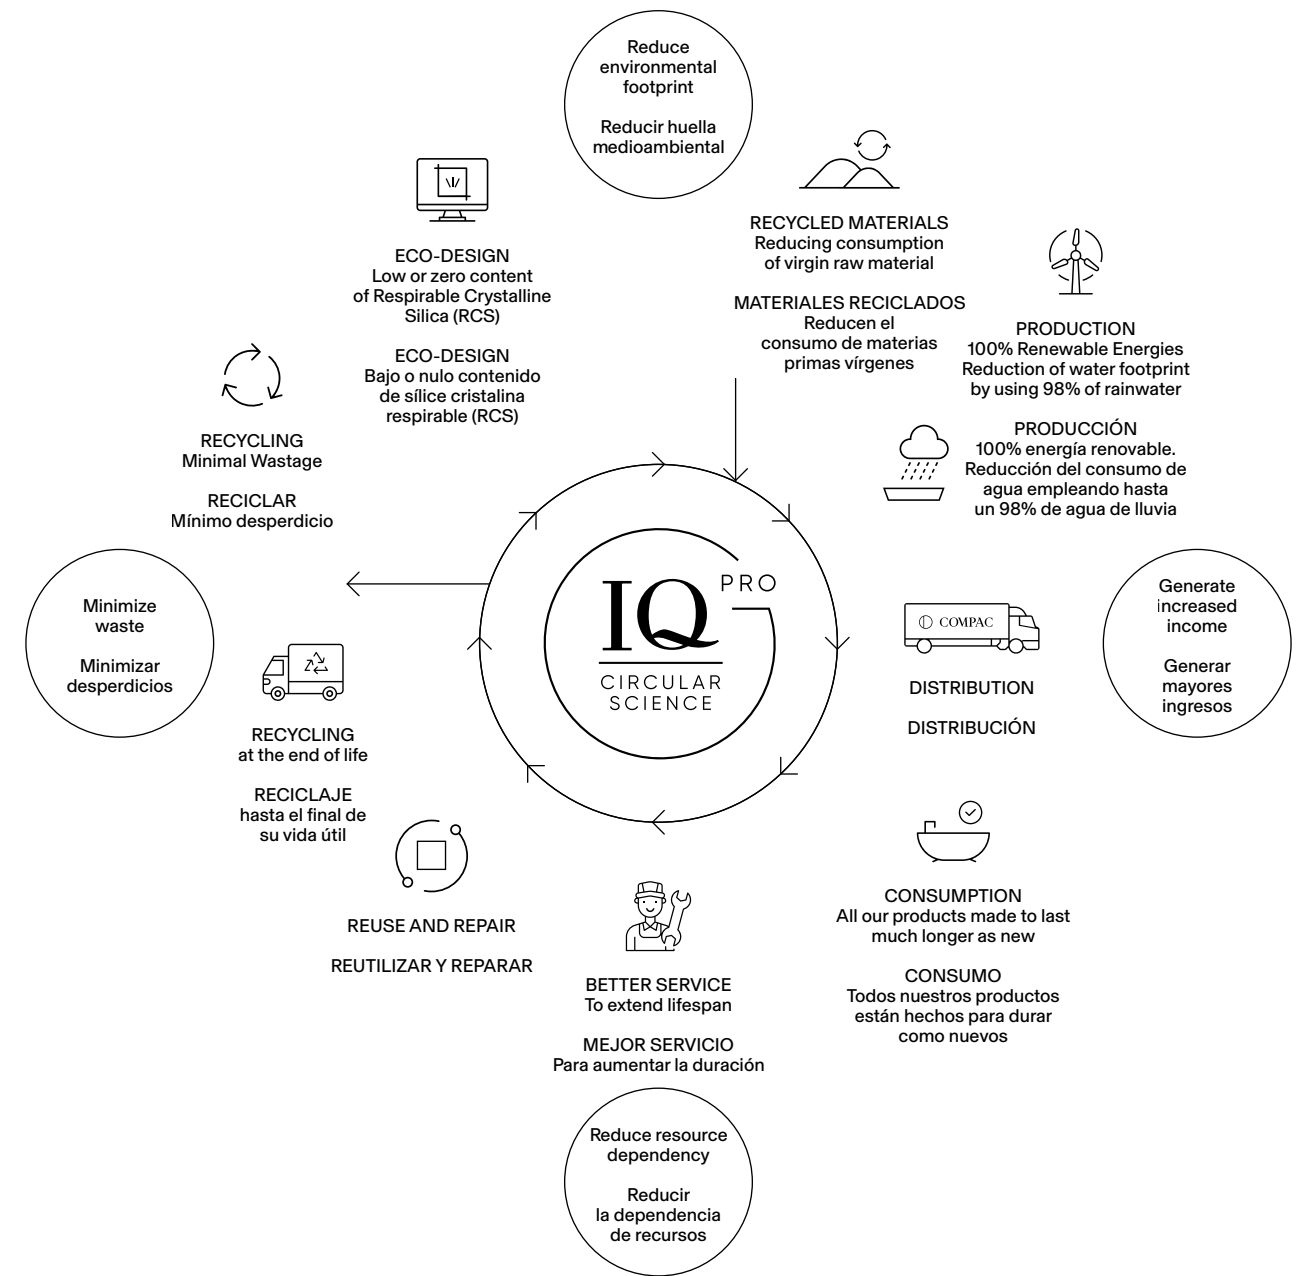 Reduce
environmental
footprint
Reducir huella
medioambiental
ECO-DESIGN
Low or zero content
of Respirable Crystalline
Silica (RCS)
ECO-DESIGN
Bajo o nulo contenido
de sílice cristalina
respirable (RCS)
RECYCLED MATERIALS
Reducing consumption
of virgin raw material
MATERIALES RECICLADOS
Reducen el
consumo de materias
primas vírgenes
PRODUCTION
100% Renewable Energies
Reduction of water footprint
by using 98% of rainwater
PRODUCCIÓN
100% energía renovable.
Reducción del consumo de
agua empleando hasta
un 98% de agua de lluvia
RECYCLING
Minimal Wastage
RECICLAR
Mínimo desperdicio
Minimize
waste
Minimizar
desperdicios
IQ PRO
CIRCULAR
SCIENCE
COMPAC
DISTRIBUTION
DISTRIBUCIÓN
Generate
increased
income
Generar
mayores
ingresos
RECYCLING
at the end of life
RECICLAJE
hasta el final de
su vida útil
REUSE AND REPAIR
REUTILIZAR Y REPARAR
BETTER SERVICE
To extend lifespan
MEJOR SERVICIO
Para aumentar la duración
CONSUMPTION
All our products made to last
much longer as new
CONSUMO
Todos nuestros productos
están hechos para durar
como nuevos
Reduce resource
dependency
Reducir
la dependencia
de recursos